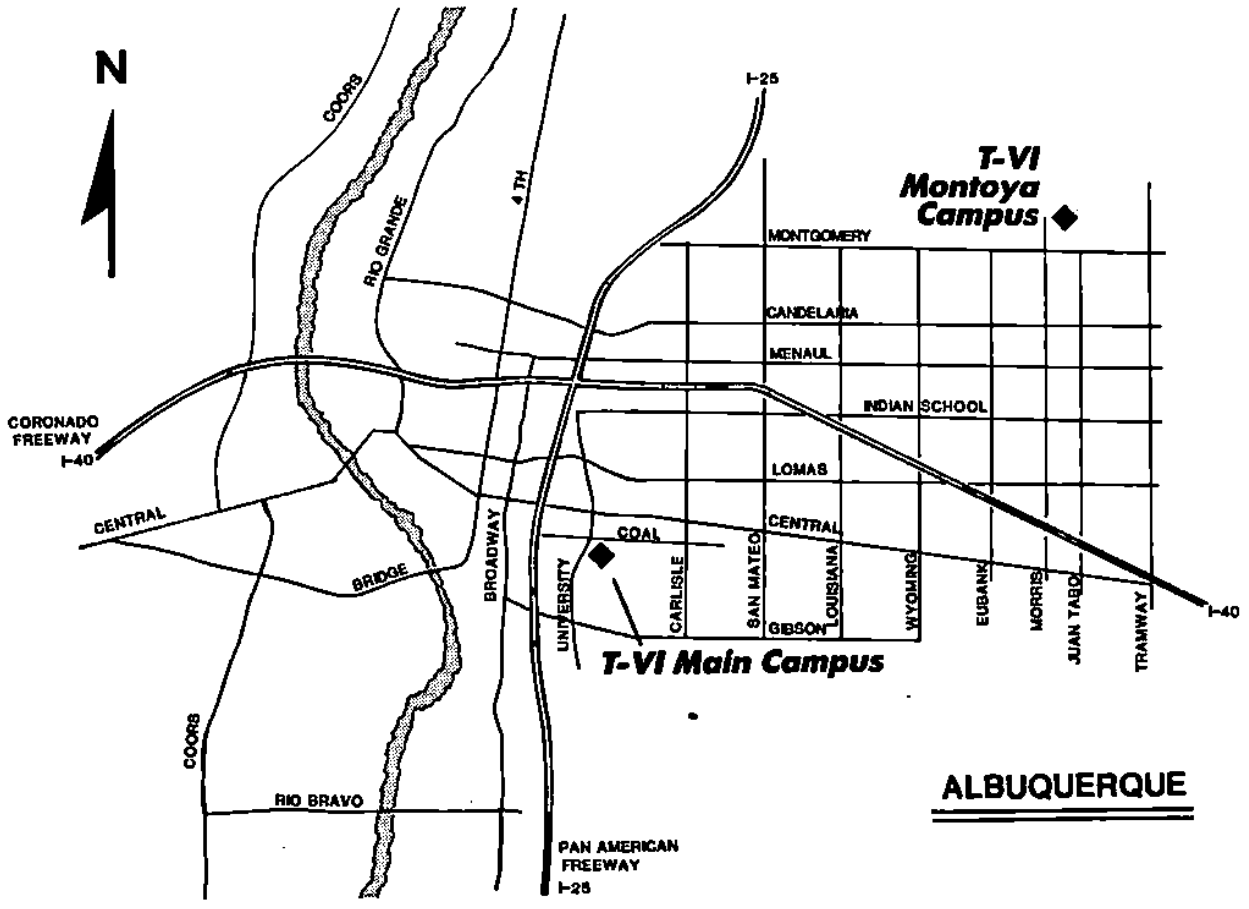 N
COORS
I-25
T-VI
Montoya
Campus
4 TH
RIO GRANDE
MONTGOMERY
CANDELARIA
MENAUL
CORONADO
FREEWAY
I-40
INDIAN SCHOOL
LOMAS
CENTRAL
CENTRAL
COAL
BRIDGE
BROADWAY
UNIVERSITY
CARLISLE
SAN MATEO
LOUISIANA
WYOMING
EUBANK
MORRIS
JUAN TABO
TRAMWAY
I-40
GIBSON
T-VI Main Campus
COORS
RIO BRAVO
ALBUQUERQUE
PAN AMERICAN
FREEWAY
I-25